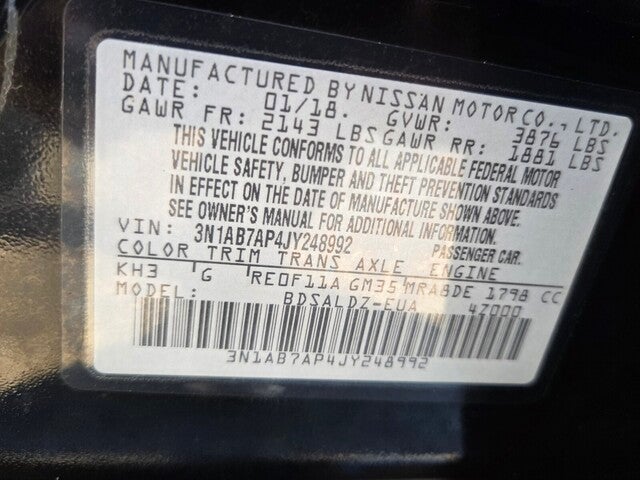 MANUFACTURED BY NISSAN MOTOR CO., LTD.
DATE: 01/18. GVWR: 3876 LBS
GAWR FR: 2143 LBS GAWR RR: 1881 LBS
THIS VEHICLE CONFORMS TO ALL APPLICABLE FEDERAL MOTOR
VEHICLE SAFETY, BUMPER AND THEFT PREVENTION STANDARDS
IN EFFECT ON THE DATE OF MANUFACTURE SHOWN ABOVE.
SEE OWNER'S MANUAL FOR ADDITIONAL INFORMATION.
VIN: 3N1AB7AP4JY248992 PASSENGER CAR.
COLOR TRIM TRANS AXLE ENGINE
KH3 G RE0F11A GM35 MRA8DE 1798 CC
MODEL: BDSALDZ-EUA 4Z000
3N1AB7AP4JY248992